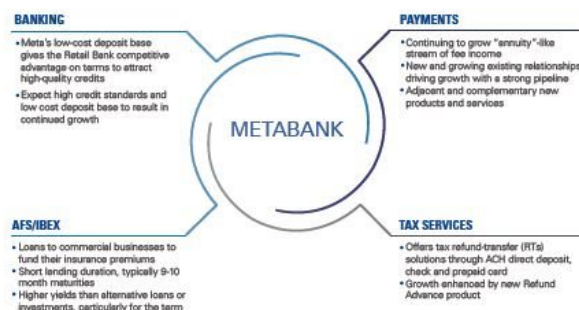 BANKING
• Meta's low-cost deposit base
gives the Retail Bank competitive
advantage on terms to attract
high-quality credits
• Expect high credit standards and
low cost deposit base to result in
continued growth
PAYMENTS
• Continuing to grow "annuity"-like
stream of fee income
• New and growing existing relationships
driving growth with a strong pipeline
• Adjacent and complementary new
products and services
METABANK
AFS/IBEX
• Loans to commercial businesses to
fund their insurance premiums
• Short lending duration, typically 9-10
month maturities
• Higher yields than alternative loans or
investments, particularly for the term
TAX SERVICES
• Offers tax refund-transfer (RTs)
solutions through ACH direct deposit,
check and prepaid card
• Growth enhanced by new Refund
Advance product